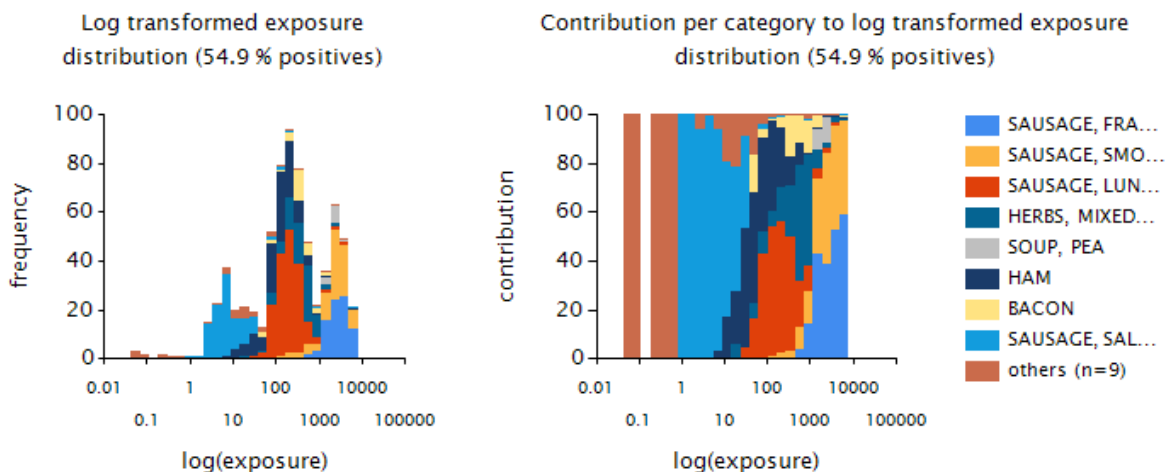 Log transformed exposure
distribution (54.9 % positives)
100
80
60
40
20
0
frequency
0.01
1
100
10000
0.1
10
1000
100000
log(exposure)
Contribution per category to log transformed exposure
distribution (54.9 % positives)
100
80
60
40
20
0
contribution
0.01
1
100
10000
0.1
10
1000
100000
log(exposure)
SAUSAGE, FRA...
SAUSAGE, SMO...
SAUSAGE, LUN...
HERBS, MIXED...
SOUP, PEA
HAM
BACON
SAUSAGE, SAL...
others (n=9)